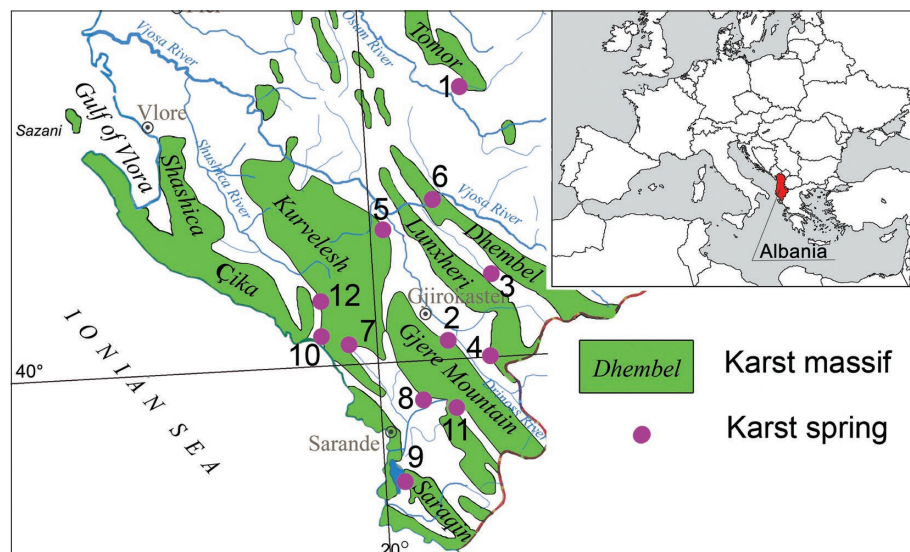 Vjosa River
Osum River
Tomor
1
Sazani
Gulf of Vlora
Vlore
Shashica
Shushica River
Kurvelesh
5
6
Vjosa River
Lunxheri
Dhembel
3
Çika
12
10
7
Gjirokaster
2
4
Gjere Mountain
Drinoss River
8
11
Sarande
9
Saraqin
40°
20°
IONIAN SEA
Albania
Dhembel
Karst massif
Karst spring